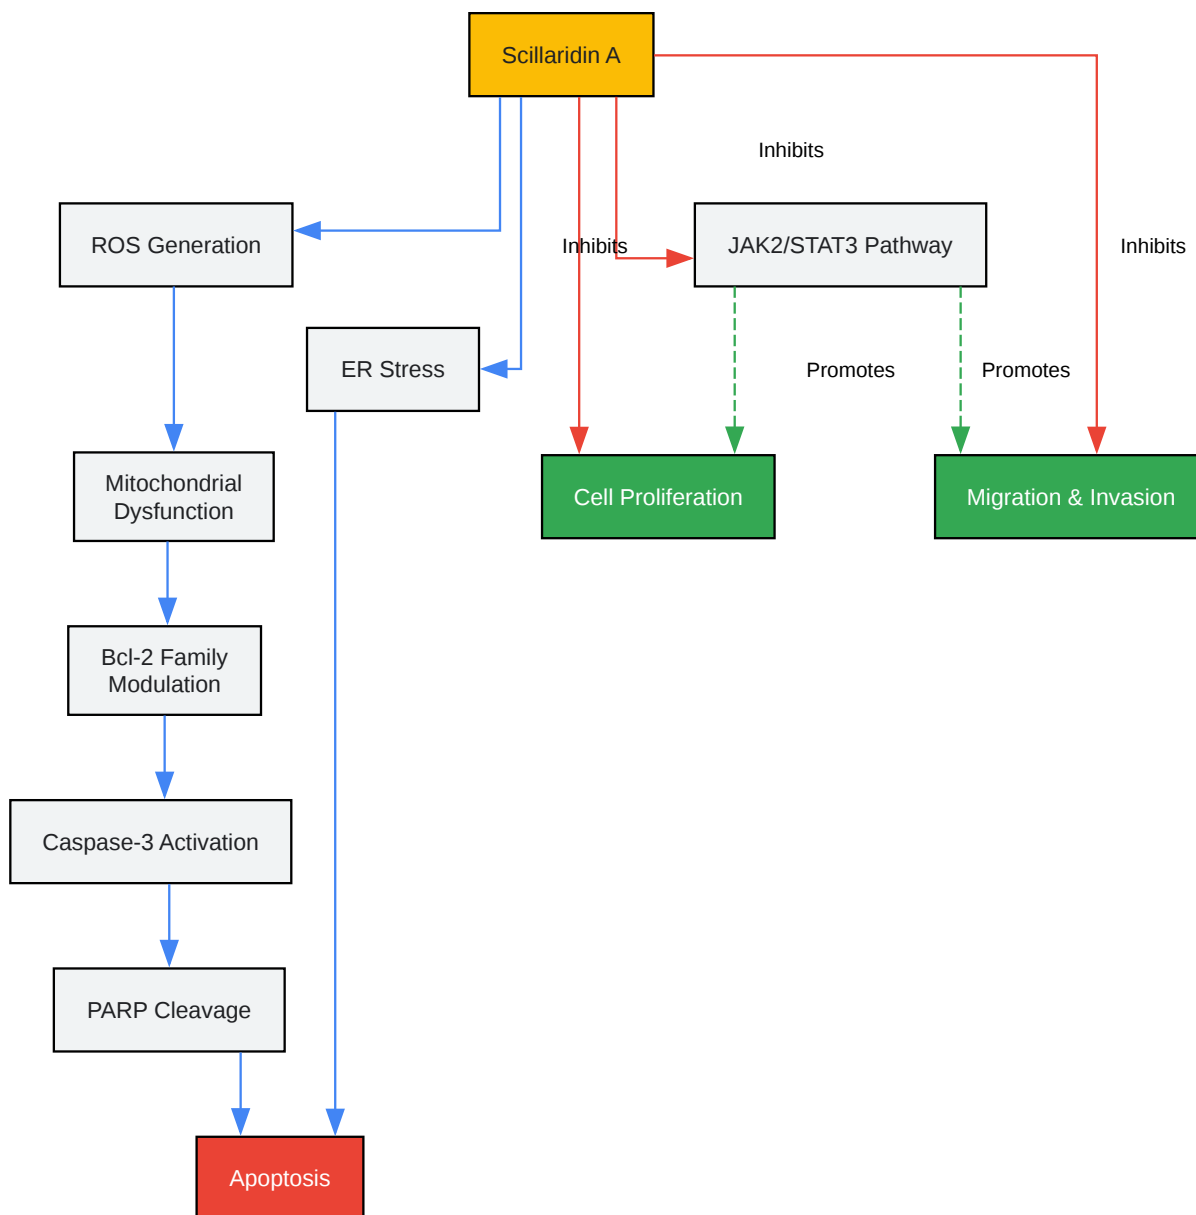 Scillaridin A
Inhibits
ROS Generation
Inhibits
JAK2/STAT3 Pathway
Inhibits
ER Stress
Promotes
Promotes
Mitochondrial
Dysfunction
Cell Proliferation
Migration & Invasion
Bcl-2 Family
Modulation
Caspase-3 Activation
PARP Cleavage
Apoptosis